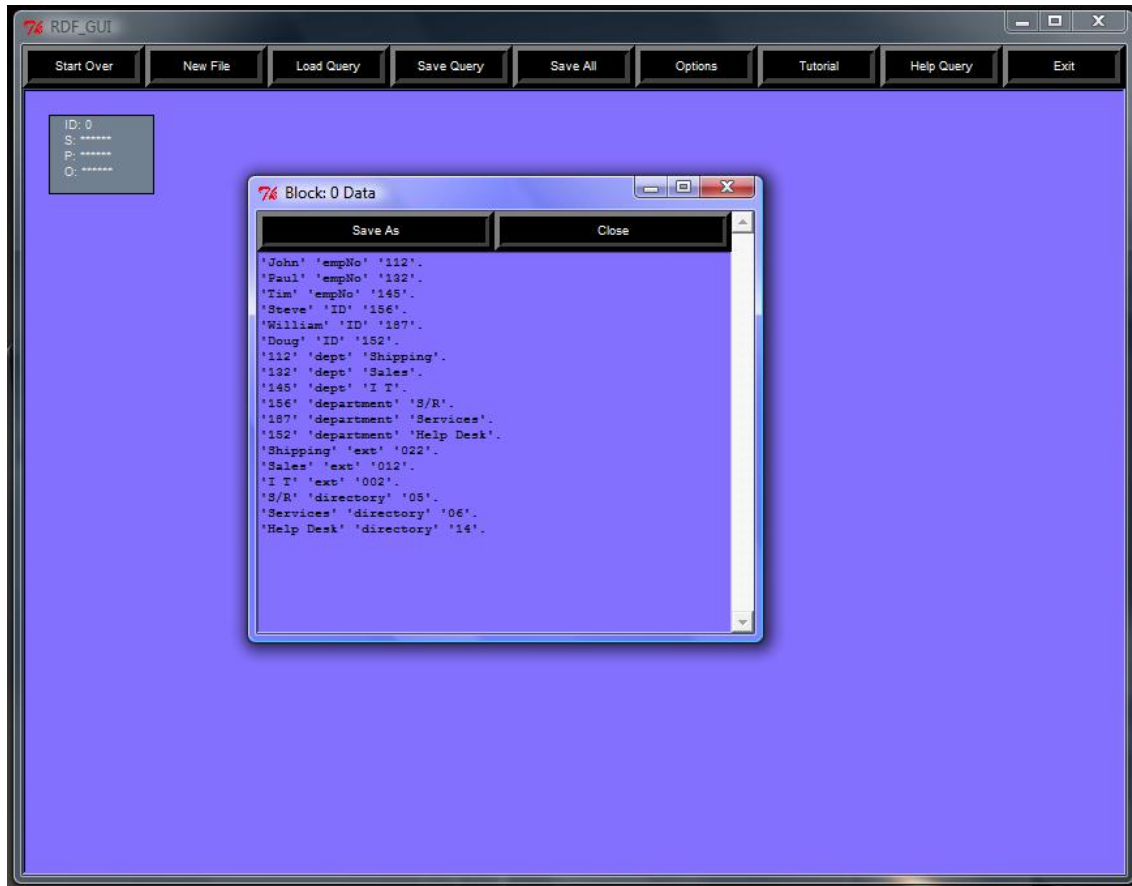 RDF_GUI
Start Over New File Load Query Save Query Save All Options Tutorial Help Query Exit
ID: 0
S: ******
P: ******
O: ******
Block: 0 Data
Save As Close
'John' 'empNo' '112'.
'Paul' 'empNo' '132'.
'Tim' 'empNo' '145'.
'Steve' 'ID' '156'.
'William' 'ID' '187'.
'Doug' 'ID' '152'.
'112' 'dept' 'Shipping'.
'132' 'dept' 'Sales'.
'145' 'dept' 'I T'.
'156' 'department' 'S/R'.
'187' 'department' 'Services'.
'152' 'department' 'Help Desk'.
'Shipping' 'ext' '022'.
'Sales' 'ext' '012'.
'I T' 'ext' '002'.
'S/R' 'directory' '05'.
'Services' 'directory' '06'.
'Help Desk' 'directory' '14'.